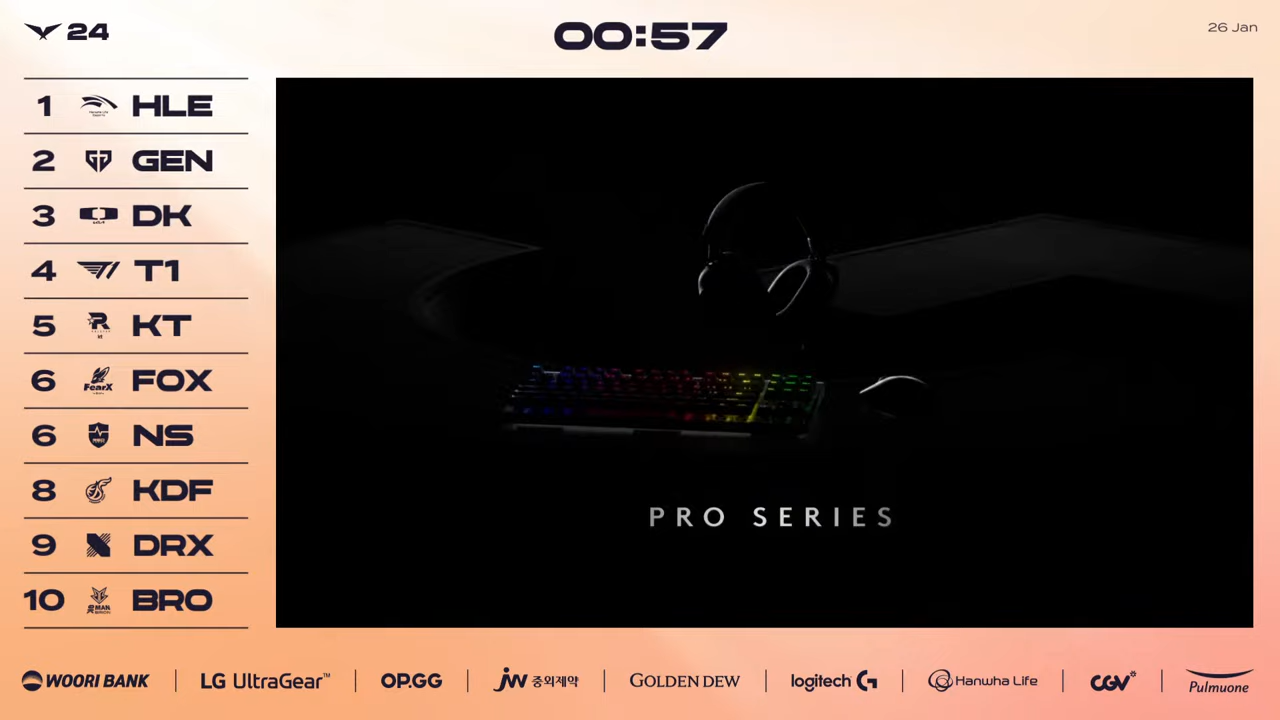 24
00:57
26 Jan
1 HLE
2 GEN
3 DK
4 T1
5 KT
6 FearX FOX
6 NS
8 KDF
9 DRX
10 BRO
PRO SERIES
WOORI BANK
LG UltraGear™
OP.GG
JW 중외제약
GOLDEN DEW
logitech G
Hanwha Life
CGV
Pulmuone